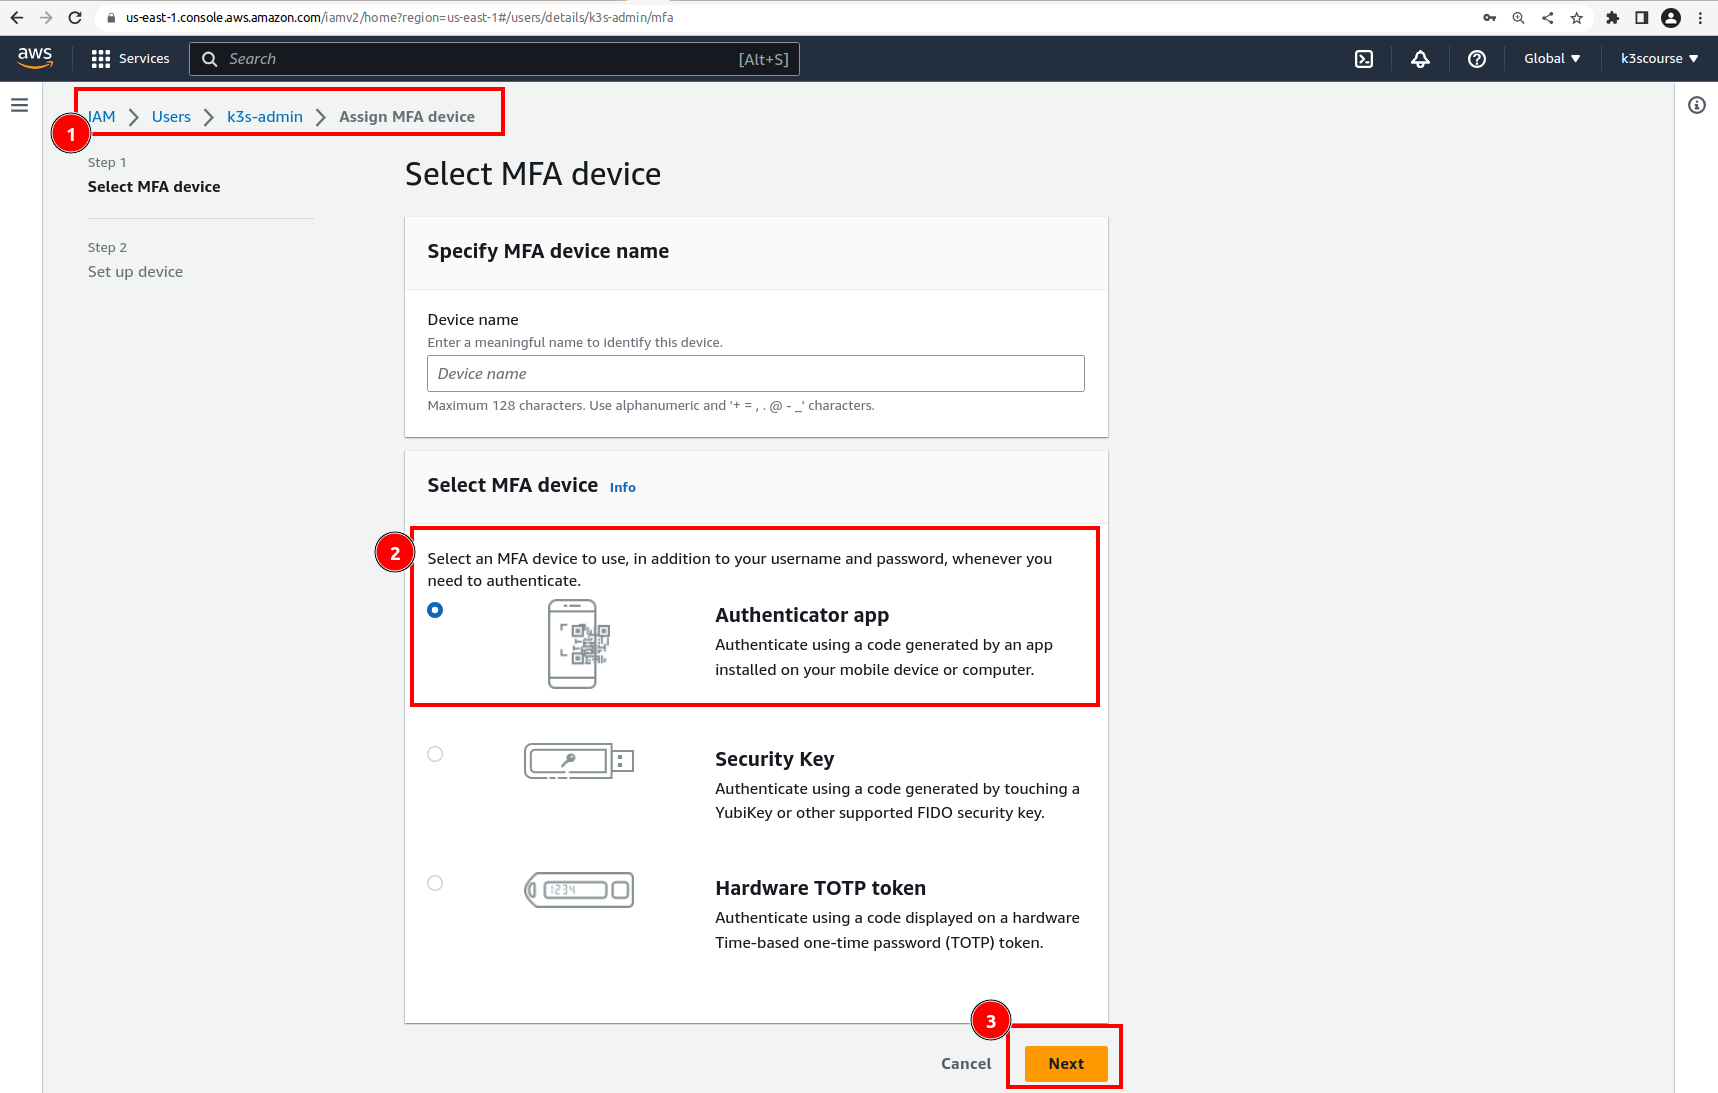 us-east-1.console.aws.amazon.com/iamv2/home?region=us-east-1#/users/details/k3s-admin/mfa
aws
Services
Search
[Alt+S]
Global
k3scourse
1
IAM > Users > k3s-admin > Assign MFA device
Step 1
Select MFA device
Step 2
Set up device
Select MFA device
Specify MFA device name
Device name
Enter a meaningful name to identify this device.
Device name
Maximum 128 characters. Use alphanumeric and '+ = , . @ - _' characters.
Select MFA device Info
2
Select an MFA device to use, in addition to your username and password, whenever you
need to authenticate.
Authenticator app
Authenticate using a code generated by an app
installed on your mobile device or computer.
Security Key
Authenticate using a code generated by touching a
YubiKey or other supported FIDO security key.
1234
Hardware TOTP token
Authenticate using a code displayed on a hardware
Time-based one-time password (TOTP) token.
3
Cancel
Next